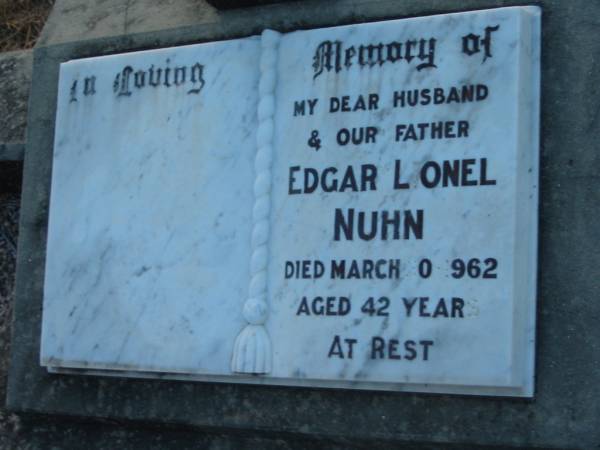 In Loving Memory of
MY DEAR HUSBAND
& OUR FATHER
EDGAR L ONEL
NUHN
DIED MARCH 0 962
AGED 42 YEARS
AT REST